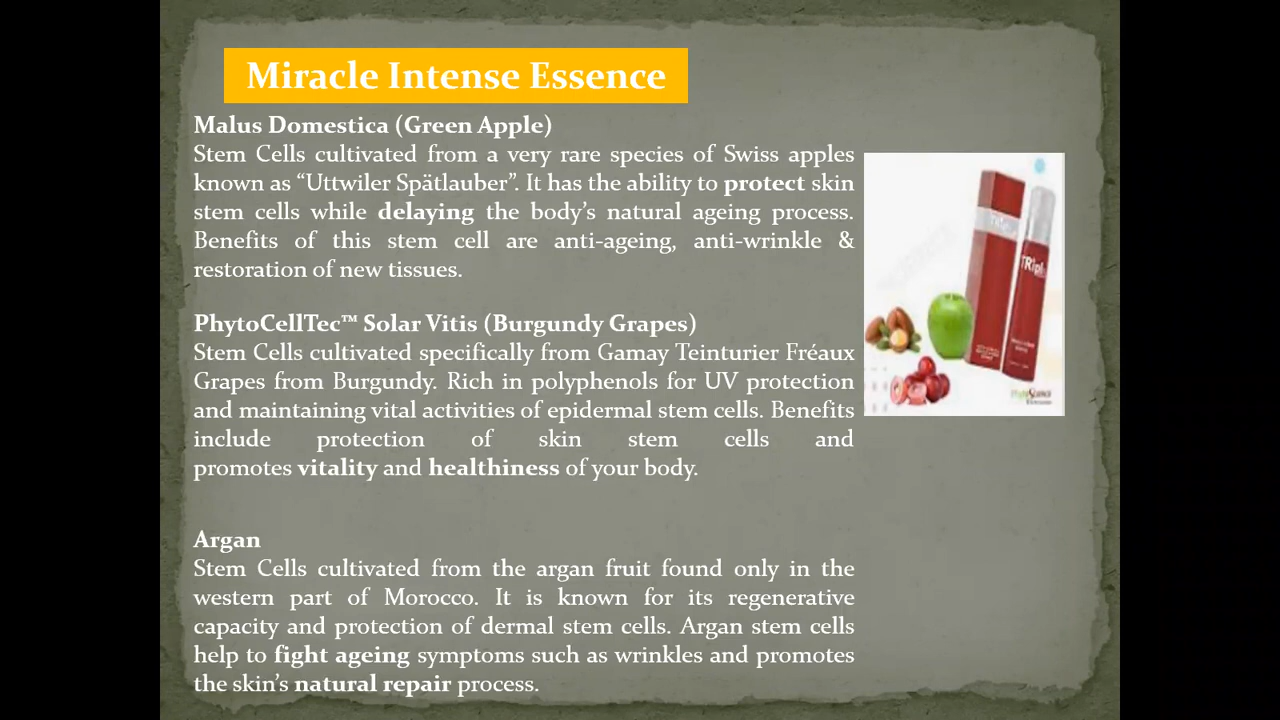 Miracle Intense Essence
Malus Domestica (Green Apple)
Stem Cells cultivated from a very rare species of Swiss apples
known as “Uttwiler Spätlauber”. It has the ability to protect skin
stem cells while delaying the body’s natural ageing process.
Benefits of this stem cell are anti-ageing, anti-wrinkle &
restoration of new tissues.
PhytoCellTec™ Solar Vitis (Burgundy Grapes)
Stem Cells cultivated specifically from Gamay Teinturier Fréaux
Grapes from Burgundy. Rich in polyphenols for UV protection
and maintaining vital activities of epidermal stem cells. Benefits
include protection of skin stem cells and
promotes vitality and healthiness of your body.
Argan
Stem Cells cultivated from the argan fruit found only in the
western part of Morocco. It is known for its regenerative
capacity and protection of dermal stem cells. Argan stem cells
help to fight ageing symptoms such as wrinkles and promotes
the skin’s natural repair process.